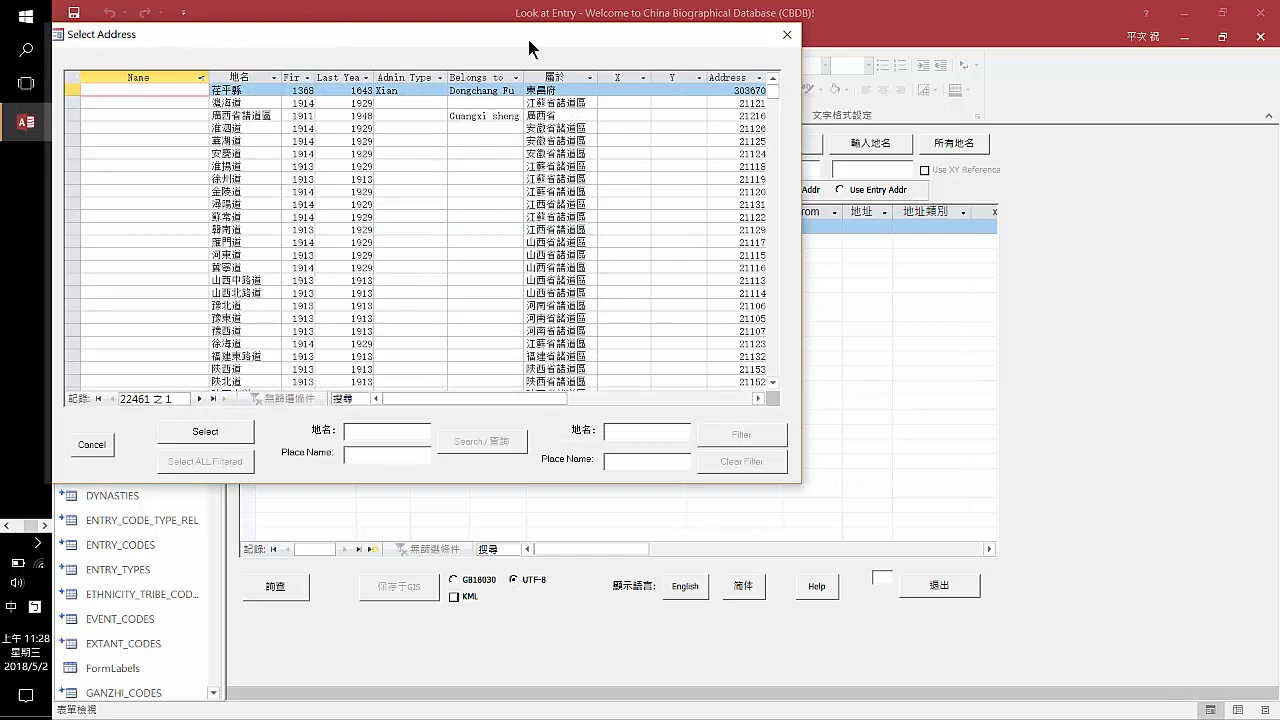 Look at Entry - Welcome to China Biographical Database (CBDB)!
平次 祝
Select Address
Name 地名 Fir Last Yea Admin Type Belongs to 屬於 X Y Address
茌平縣 1368 1643 Xian Dongchang Fu 東昌府 303670
濃海道 1914 1929 江蘇省諸道區 21121
廣西省諸道區 1911 1948 Guangxi sheng 廣西省 21216
淮泗道 1914 1929 安徽省諸道區 21126
蕪湖道 1914 1929 安徽省諸道區 21125
安慶道 1914 1929 安徽省諸道區 21124
淮揚道 1914 1929 江蘇省諸道區 21118
徐州道 1913 1929 江蘇省諸道區 21119
金陵道 1914 1929 江蘇省諸道區 21120
潯陽道 1914 1929 江西省諸道區 21131
蘇常道 1914 1929 江蘇省諸道區 21122
贛南道 1913 1929 江西省諸道區 21129
雁門道 1914 1929 山西省諸道區 21117
河東道 1913 1929 山西省諸道區 21115
冀寧道 1914 1929 山西省諸道區 21116
山西中路道 1913 1913 山西省諸道區 21113
山西北路道 1913 1913 山西省諸道區 21114
豫北道 1913 1913 河南省諸道區 21106
豫東道 1913 1913 河南省諸道區 21105
豫西道 1913 1913 河南省諸道區 21107
海道 1914 1929 江蘇省諸道區 21123
福建東路道 1913 1913 福建省諸道區 21132
陝西道 1913 1913 陝西省諸道區 21153
陝北道 1913 1913 陝西省諸道區 21152
記錄: 22461 之 1 無篩選條件 搜尋
Cancel
Select
Select ALL Filtered
地名:
Place Name:
Search / 查詢
地名:
Place Name:
Filter
Clear Filter
文字格式設定
輸入地名 所有地名
Use XY Reference
Addr Use Entry Addr
rom 地址 地址類別 x
DYNASTIES
ENTRY_CODE_TYPE_REL
ENTRY_CODES
ENTRY_TYPES
ETHNICITY_TRIBE_COD...
EVENT_CODES
EXTANT_CODES
FormLabels
GANZHI_CODES
記錄: 無篩選條件 搜尋
詢查 保存于GIS GB18030 UTF-8 顯示語言: English 简体 Help 退出
KML
中
上午 11:28
星期三
2018/5/2
表單檢視